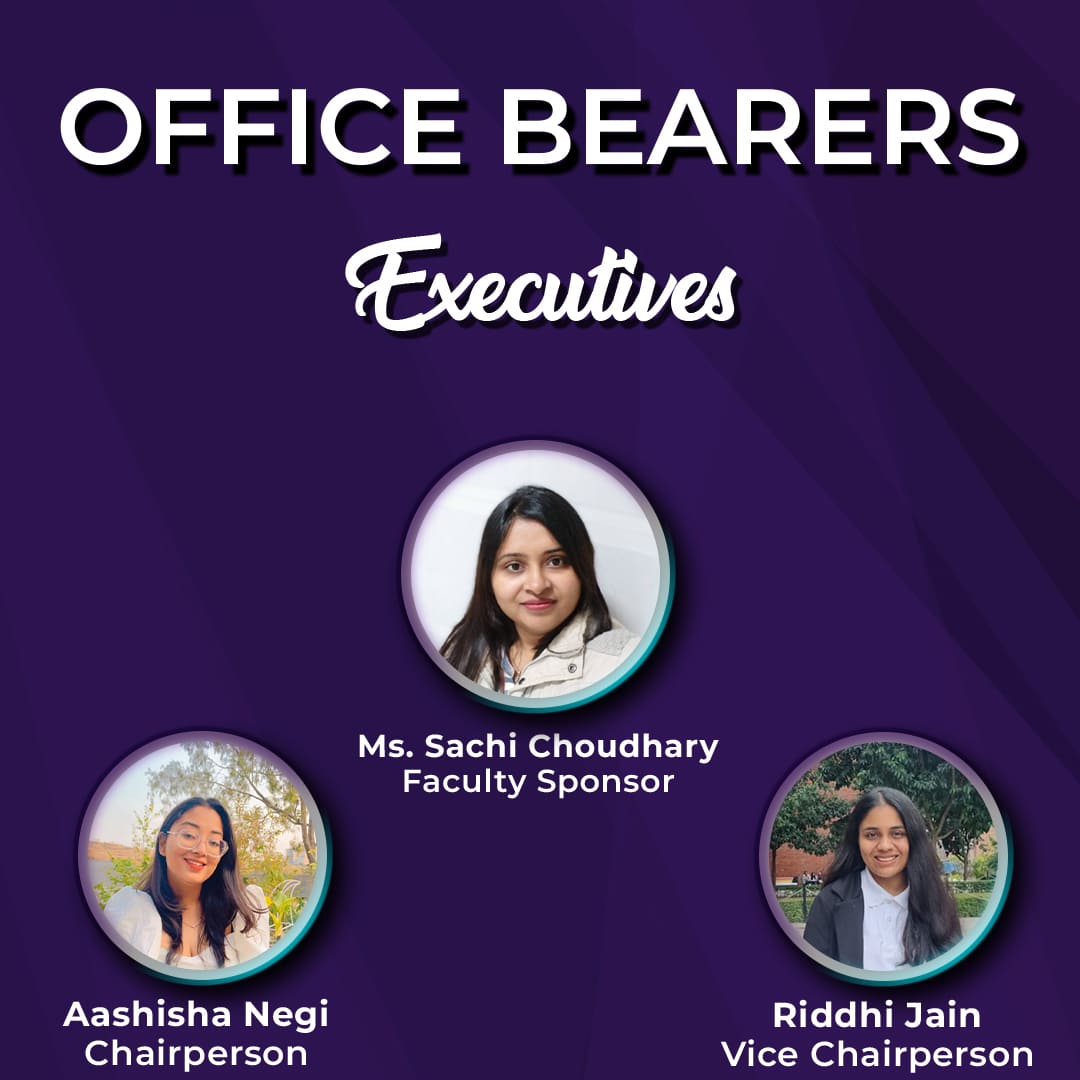 OFFICE BEARERS
Executives
Ms. Sachi Choudhary
Faculty Sponsor
Aashisha Negi
Chairperson
Riddhi Jain
Vice Chairperson